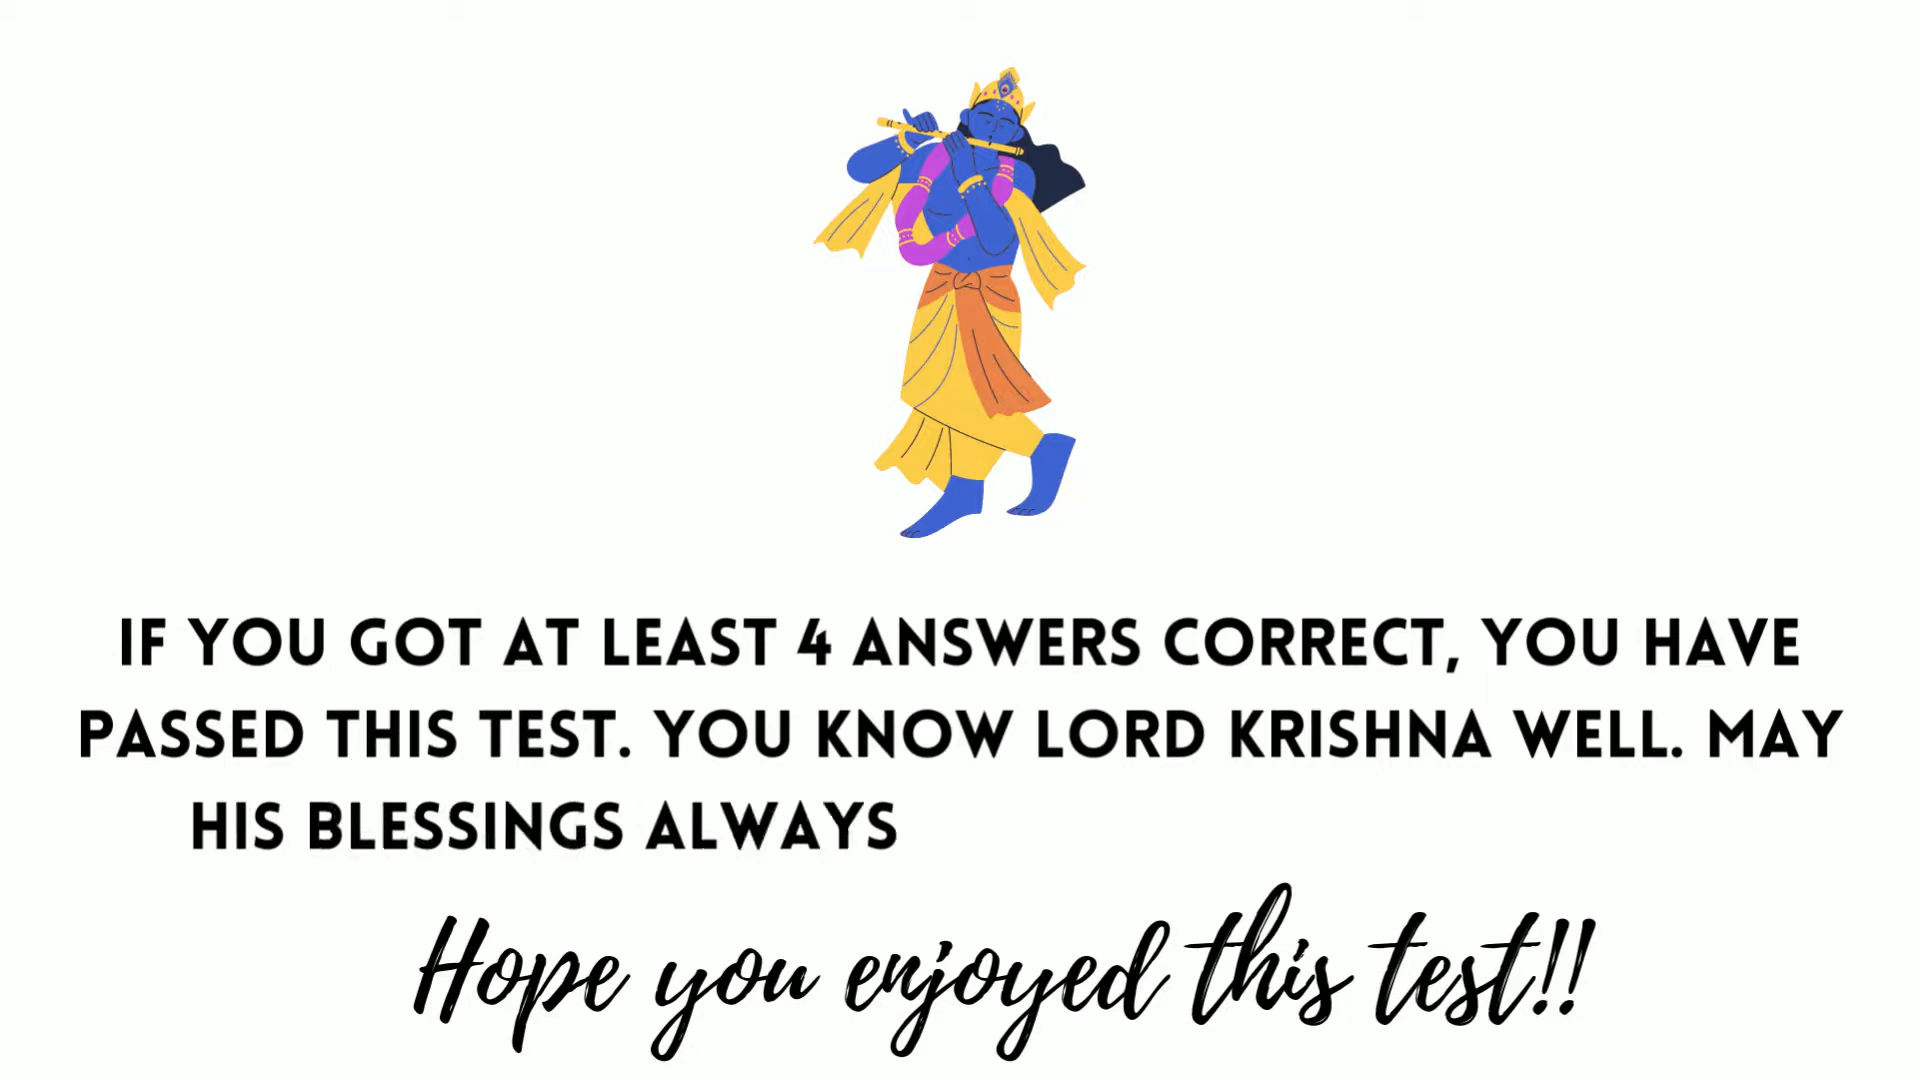 IF YOU GOT AT LEAST 4 ANSWERS CORRECT, YOU HAVE
PASSED THIS TEST. YOU KNOW LORD KRISHNA WELL. MAY
HIS BLESSINGS ALWAYS
Hope you enjoyed this test!!